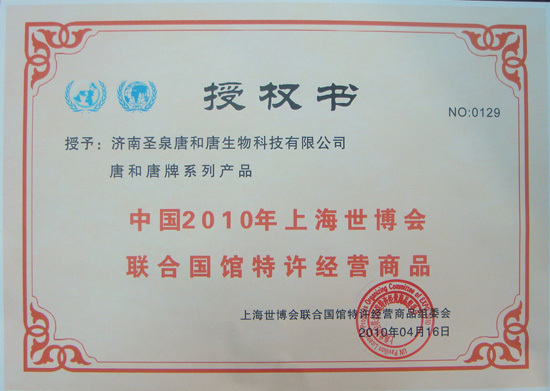 授权书
NO:0129
授予：济南圣泉唐和唐生物科技有限公司
唐和唐牌系列产品
中国2010年上海世博会
联合国馆特许经营商品
上海世博会联合国馆特许经营商品组委会
2010年04月16日